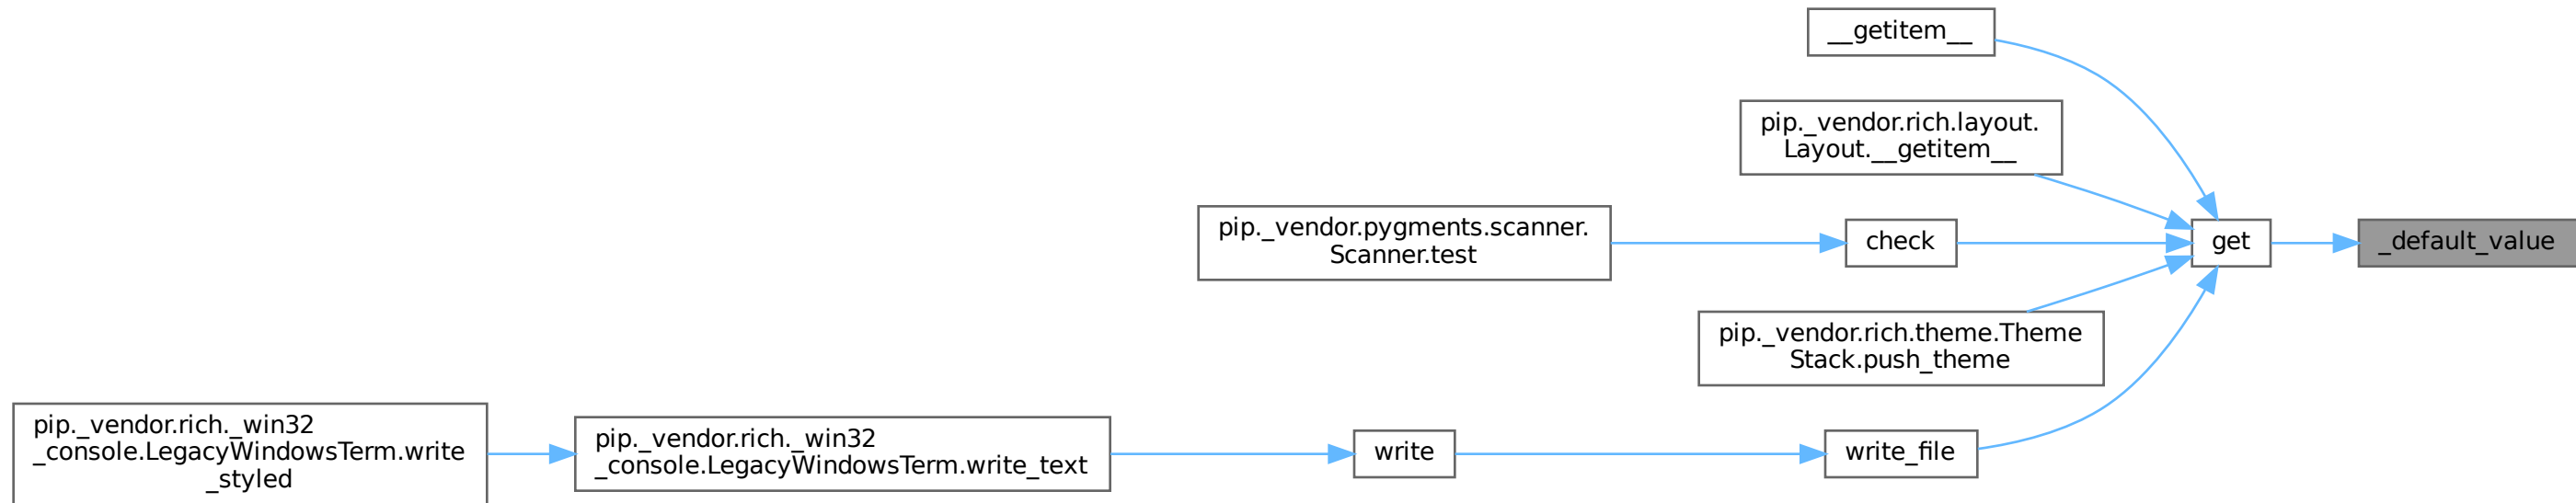 __getitem__
pip._vendor.rich.layout.
Layout.__getitem__
pip._vendor.pygments.scanner.
Scanner.test
check
get
_default_value
pip._vendor.rich.theme.Theme
Stack.push_theme
pip._vendor.rich._win32
_console.LegacyWindowsTerm.write
_styled
pip._vendor.rich._win32
_console.LegacyWindowsTerm.write_text
write
write_file